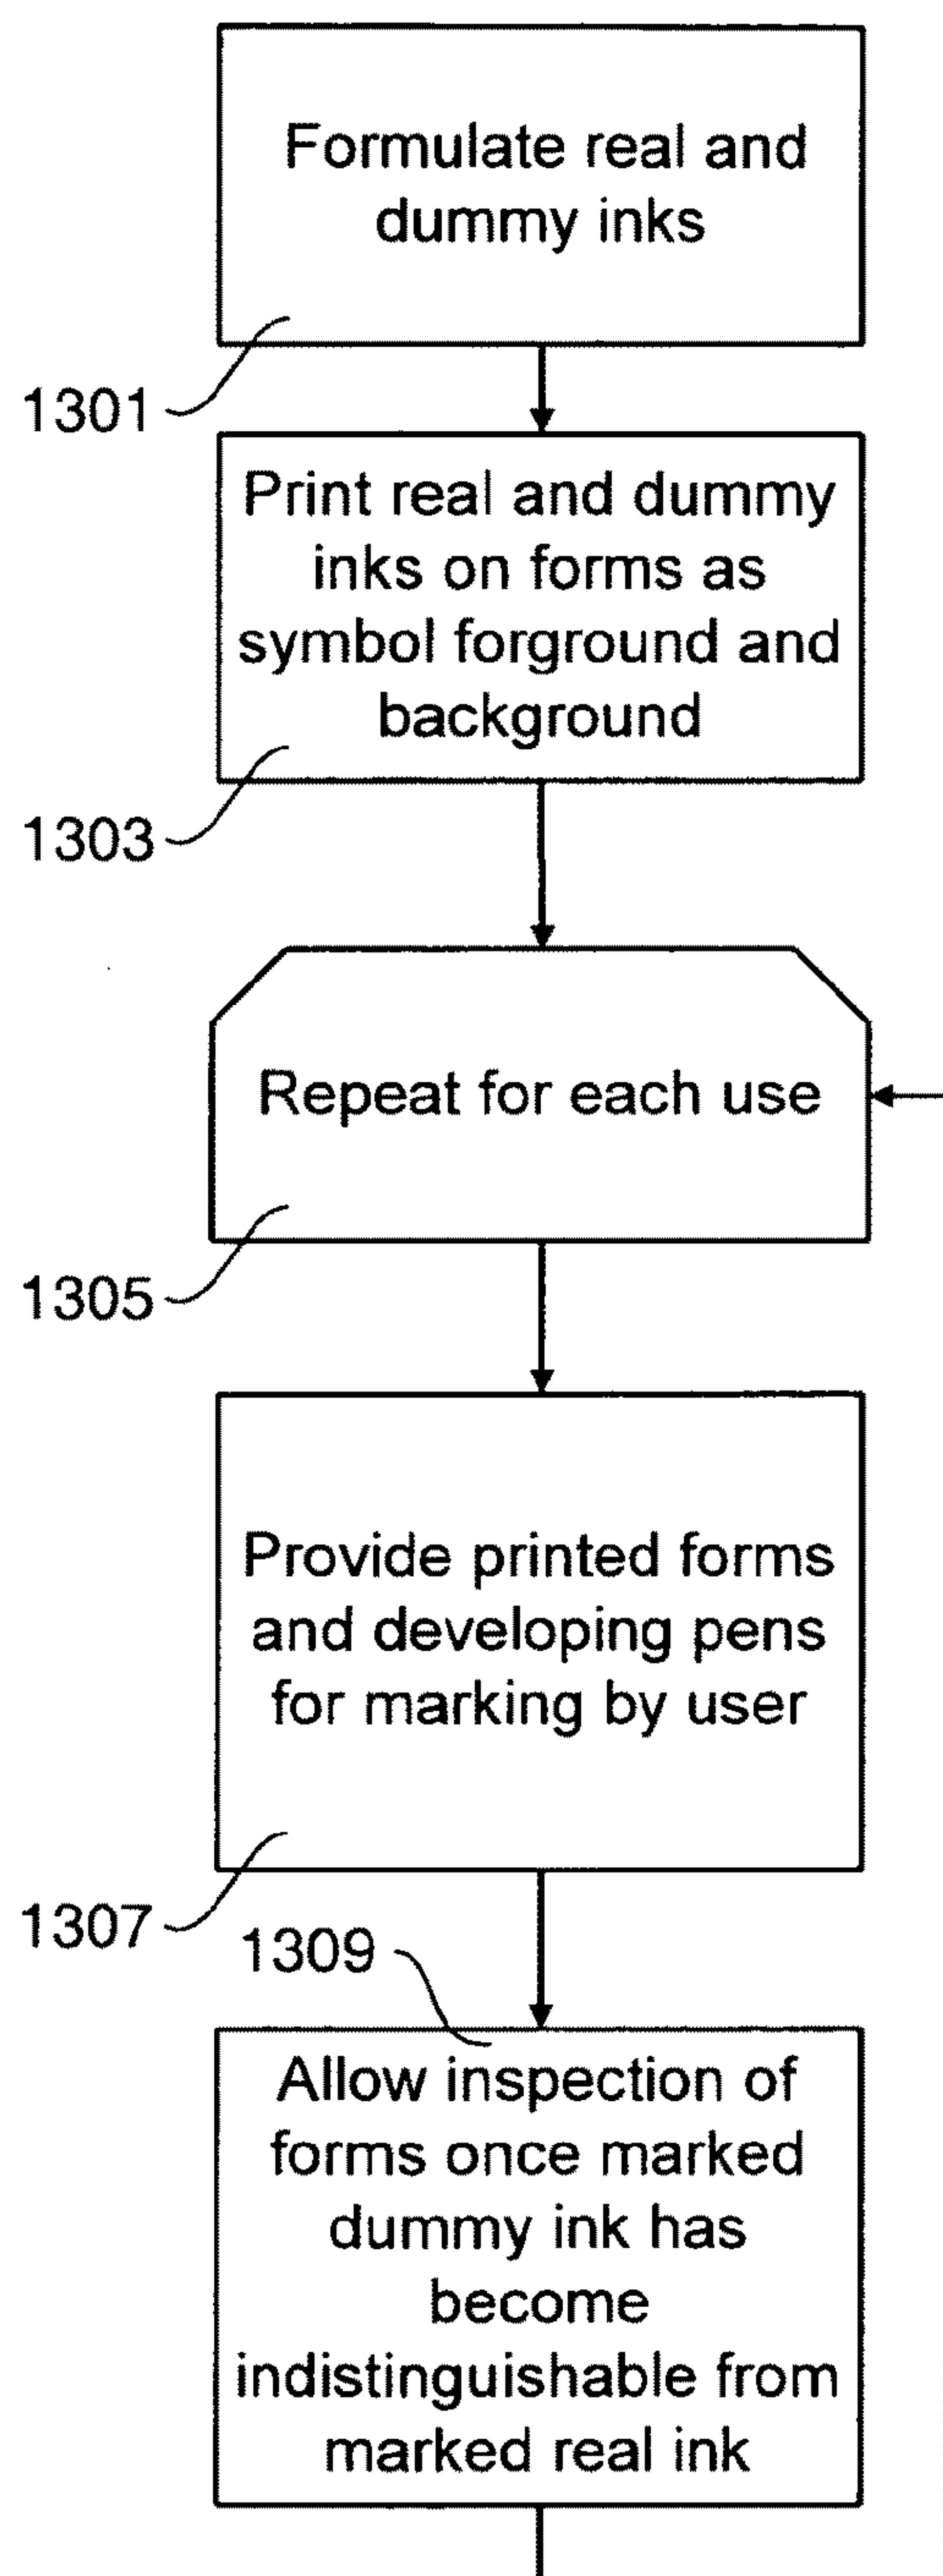 Formulate real and
dummy inks
1301
Print real and dummy
inks on forms as
symbol forground and
background
1303
Repeat for each use
1305
Provide printed forms
and developing pens
for marking by user
1307
1309
Allow inspection of
forms once marked
dummy ink has
become
indistinguishable from
marked real ink